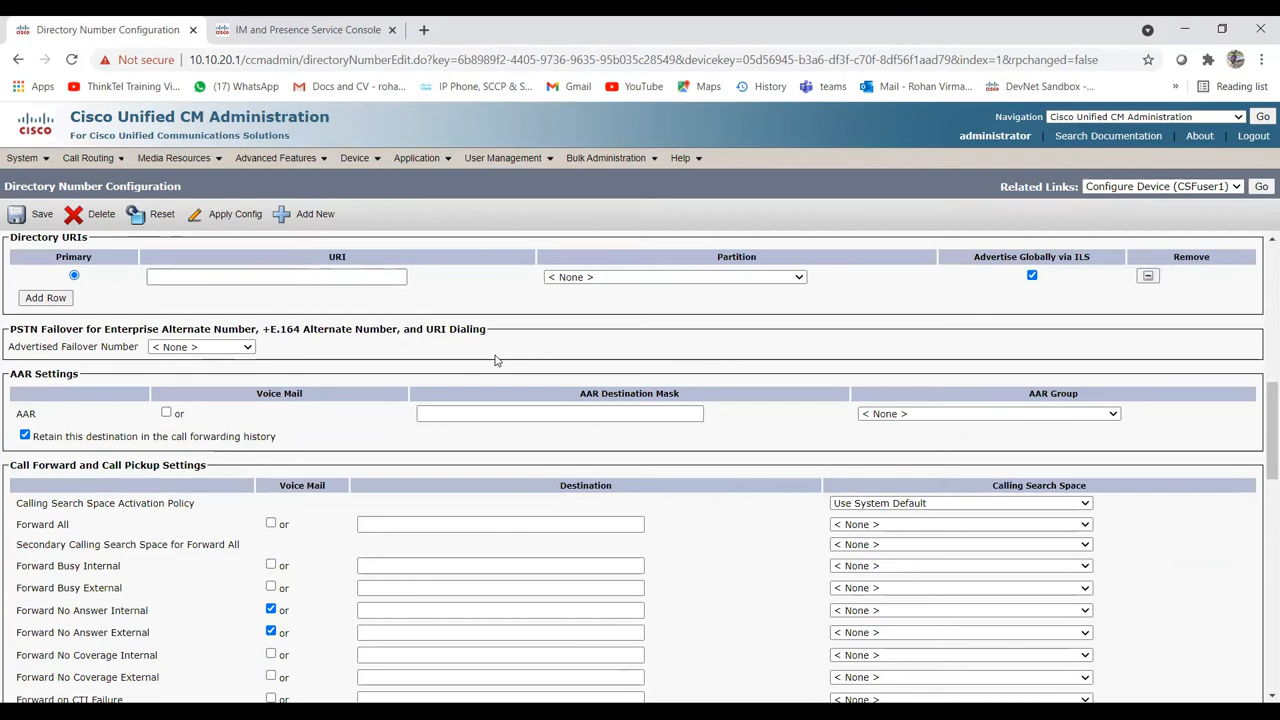 Directory Number Configuration
IM and Presence Service Console
Not secure
10.10.20.1/ccmadmin/directoryNumberEdit.do?key=6b8989f2-4405-0736-9635-95b035c28549&devicekey=05d56945-b3a6-df3f-c70f-8df56f1aad79&index=1&rpchanged=false
Apps ThinkTel Training Vi... (7) WhatsApp Docs and CV - roha... IP Phone, SCCP & S... Gmail YouTube Maps History teams Mail - Rohan Virma... DevNet Sandbox -... » Reading list
CISCO
Cisco Unified CM Administration
For Cisco Unified Communications Solutions
Navigation Cisco Unified CM Administration Go
administrator Search Documentation About Logout
System Call Routing Media Resources Advanced Features Device Application User Management Bulk Administration Help
Directory Number Configuration
Related Links: Configure Device (CSFuser1) Go
Save Delete Reset Apply Config Add New
Directory URIs
Primary URI Partition Advertise Globally via ILS Remove
< None >
Add Row
PSTN Failover for Enterprise Alternate Number, +E.164 Alternate Number, and URI Dialing
Advertised Failover Number < None >
AAR Settings
Voice Mail AAR Destination Mask AAR Group
AAR or < None >
Retain this destination in the call forwarding history
Call Forward and Call Pickup Settings
Voice Mail Destination Calling Search Space
Calling Search Space Activation Policy Use System Default
Forward All or < None >
Secondary Calling Search Space for Forward All < None >
Forward Busy Internal or < None >
Forward Busy External or < None >
Forward No Answer Internal or < None >
Forward No Answer External or < None >
Forward No Coverage Internal or < None >
Forward No Coverage External or < None >
Forward on CTI Failure or < None >